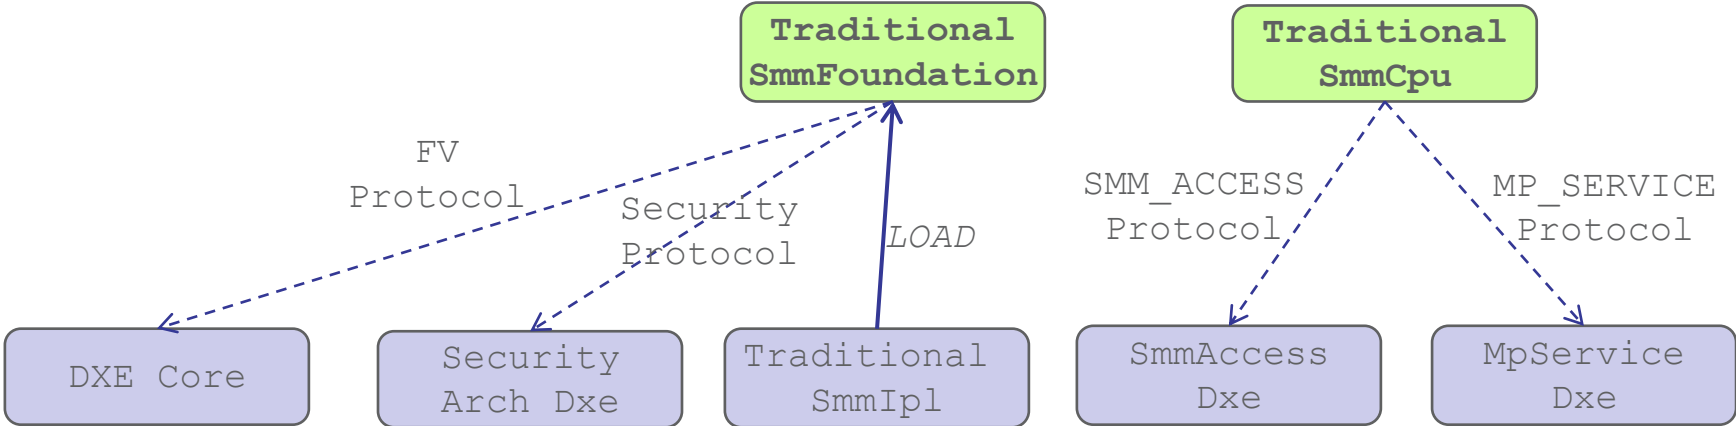 Traditional
SmmFoundation
Traditional
SmmCpu
FV
Protocol
Security
Protocol
LOAD
SMM_ACCESS
Protocol
MP_SERVICE
Protocol
DXE Core
Security
Arch Dxe
Traditional
SmmIpl
SmmAccess
Dxe
MpService
Dxe